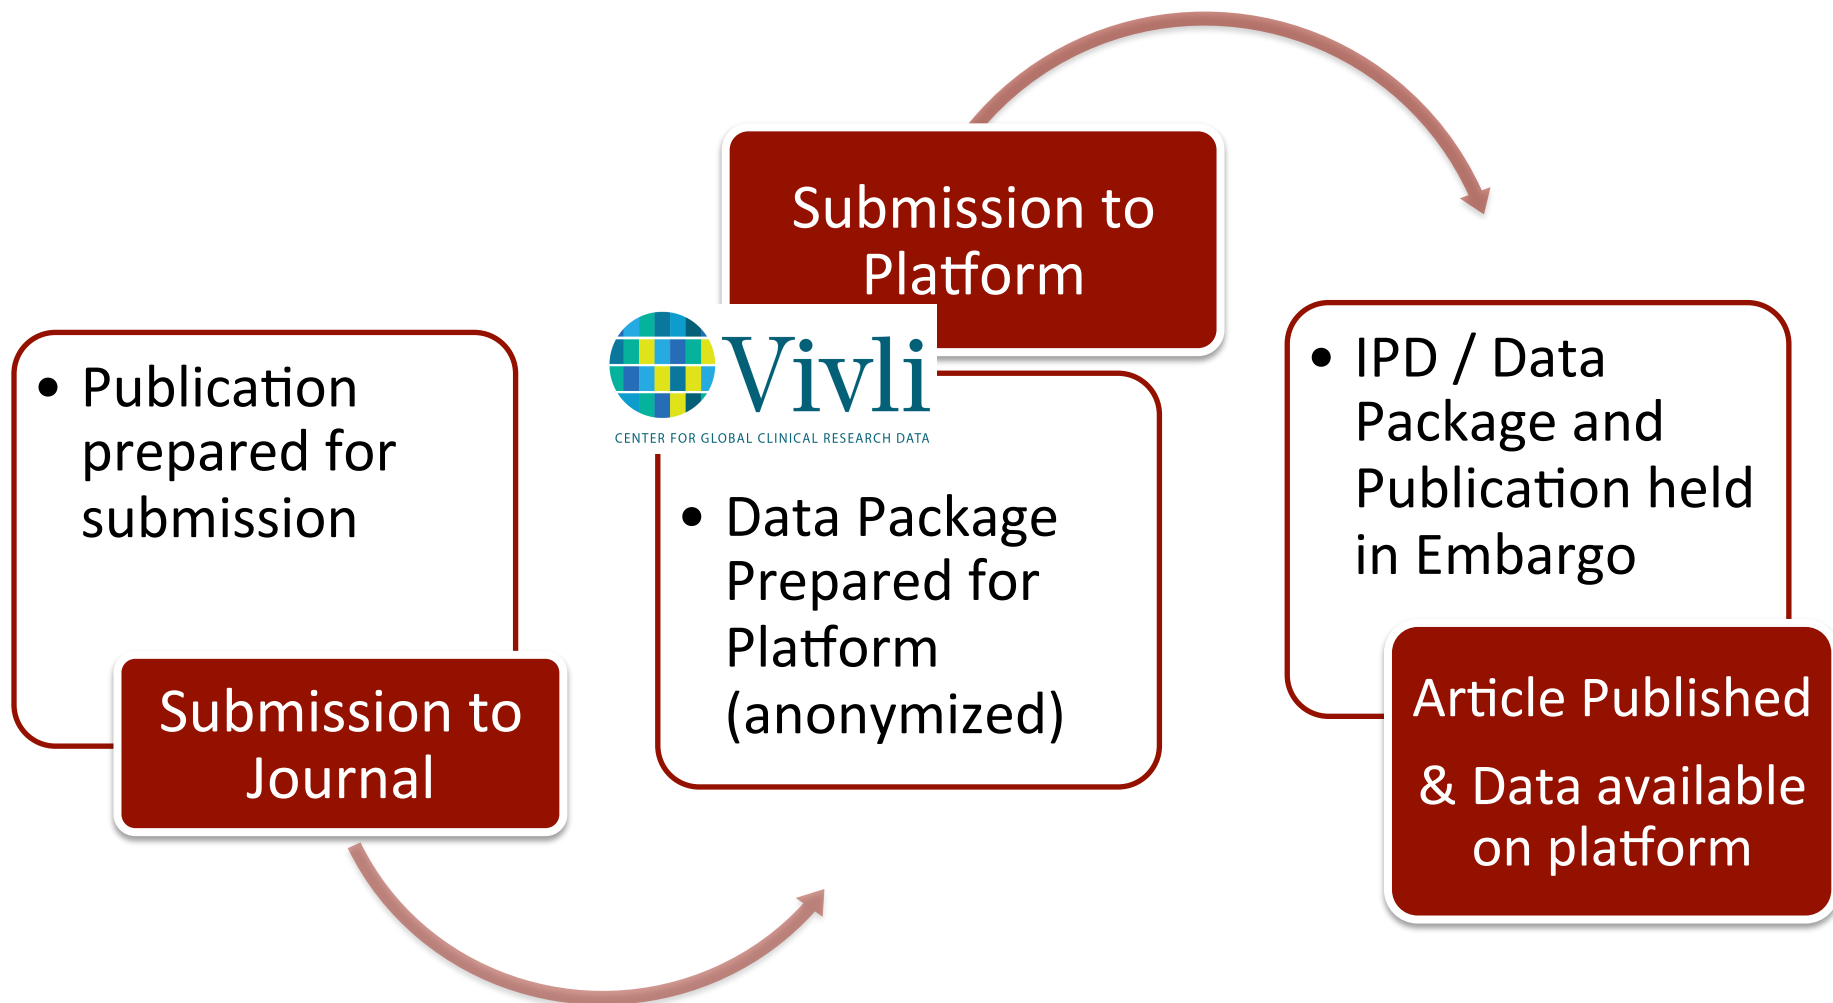 • Publication
prepared for
submission
Submission to
Journal
Submission to
Platform
Vivli
CENTER FOR GLOBAL CLINICAL RESEARCH DATA
• Data Package
Prepared for
Platform
(anonymized)
• IPD / Data
Package and
Publication held
in Embargo
Article Published
& Data available
on platform